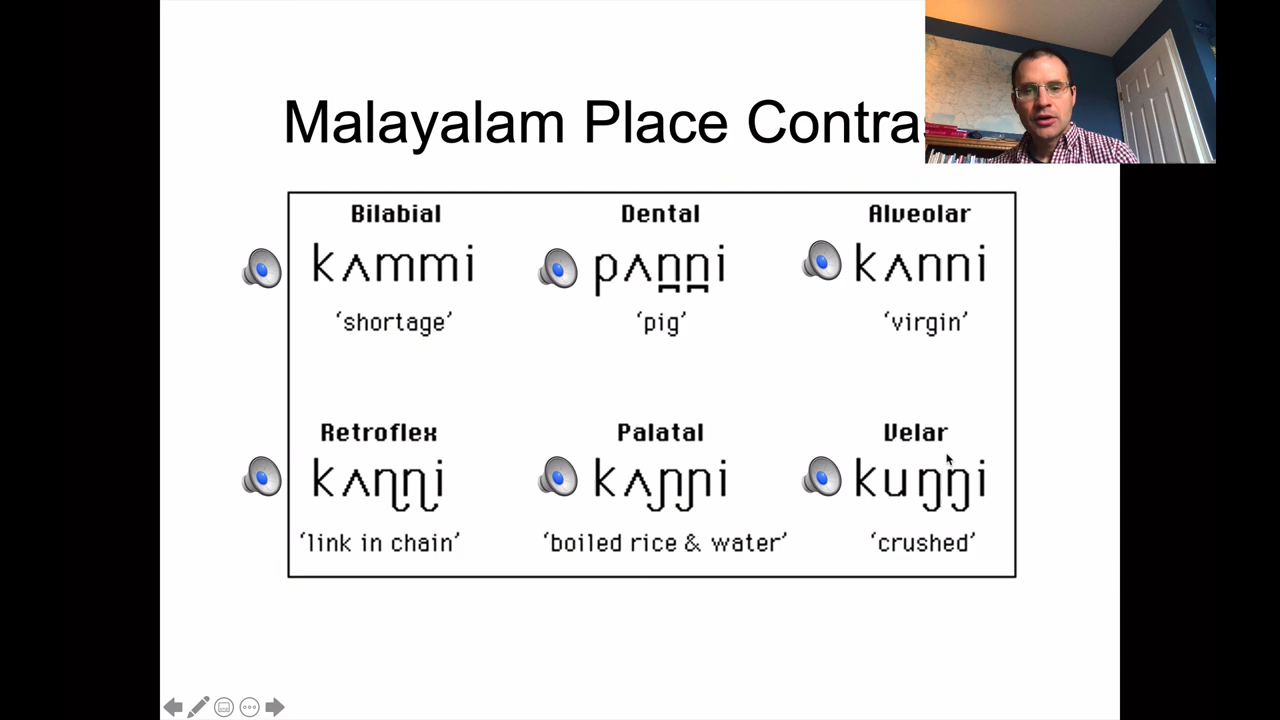 Malayalam Place Contra
Bilabial Dental Alveolar
kʌmmi pʌn̪n̪i kʌnni
‘shortage’ ‘pig’ ‘virgin’
Retroflex Palatal Velar
kʌɳɳi kʌɲɲi kuŋŋi
‘link in chain’ ‘boiled rice & water’ ‘crushed’